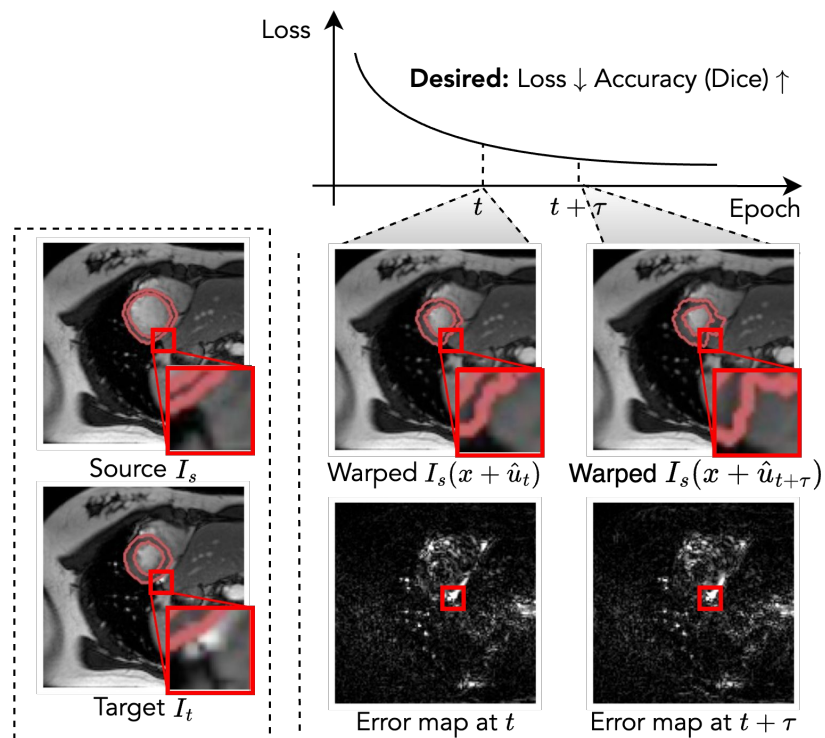 Loss
Desired: Loss ↓ Accuracy (Dice) ↑
t
t + τ
Epoch
Source I_s
Warped I_s(x + û_t)
Warped I_s(x + û_{t+τ})
Target I_t
Error map at t
Error map at t + τ